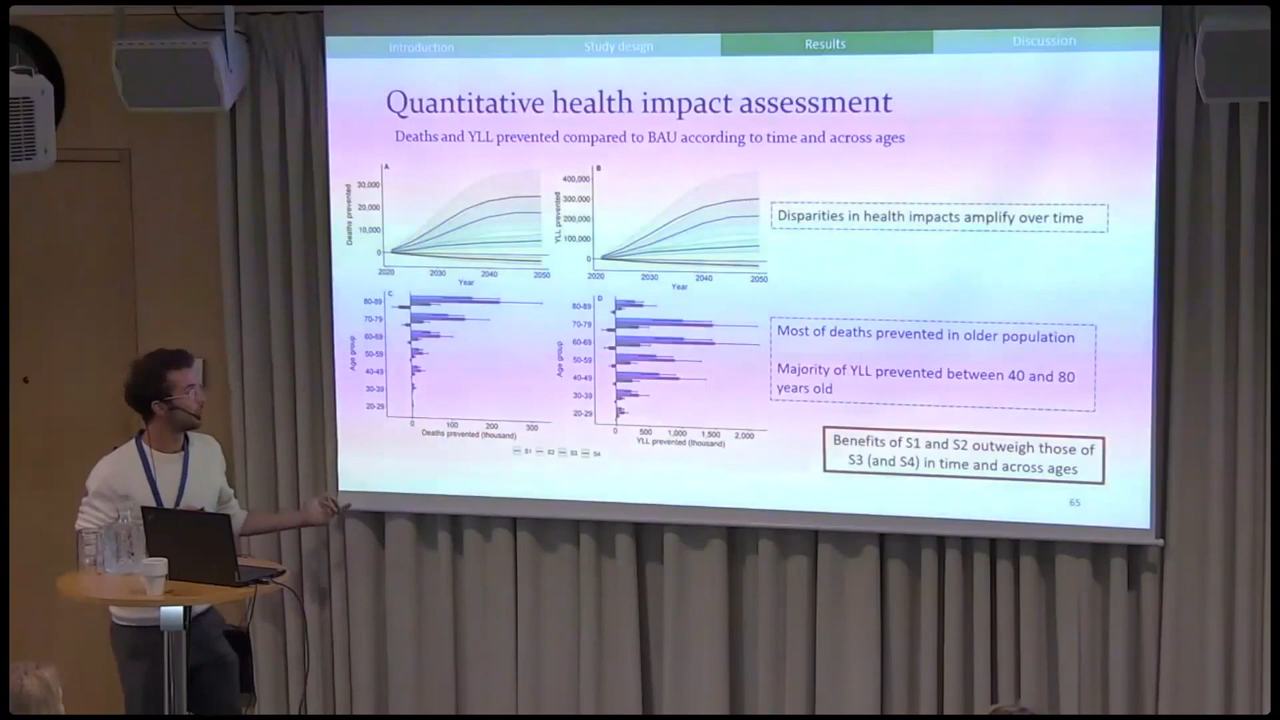 Introduction
Study design
Results
Discussion
Quantitative health impact assessment
Deaths and YLL prevented compared to BAU according to time and across ages
A
Deaths prevented
30,000
20,000
10,000
0
2020 2030 2040 2050
Year
B
YLL prevented
400,000
300,000
200,000
100,000
0
2020 2030 2040 2050
Year
Disparities in health impacts amplify over time
C
Age group
80-89
70-79
60-69
50-59
40-49
30-39
20-29
0 100 200 300
Deaths prevented (thousand)
D
Age group
80-89
70-79
60-69
50-59
40-49
30-39
20-29
0 500 1,000 1,500 2,000
YLL prevented (thousand)
S1 S2 S3 S4
Most of deaths prevented in older population
Majority of YLL prevented between 40 and 80
years old
Benefits of S1 and S2 outweigh those of
S3 (and S4) in time and across ages
65